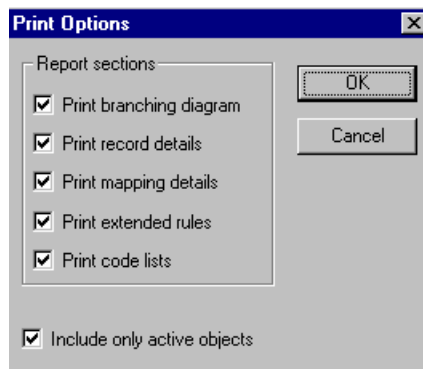 Print Options
Report sections
Print branching diagram
Print record details
Print mapping details
Print extended rules
Print code lists
OK
Cancel
Include only active objects